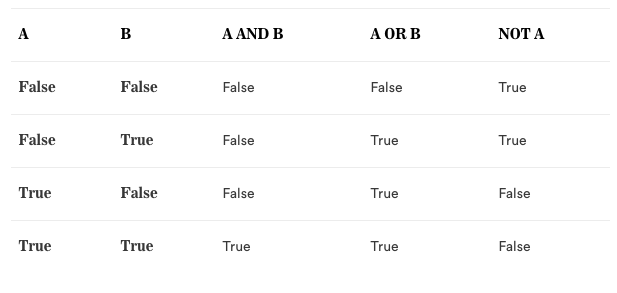 A B A AND B A OR B NOT A
False False False False True
False True False True True
True False False True False
True True True True False